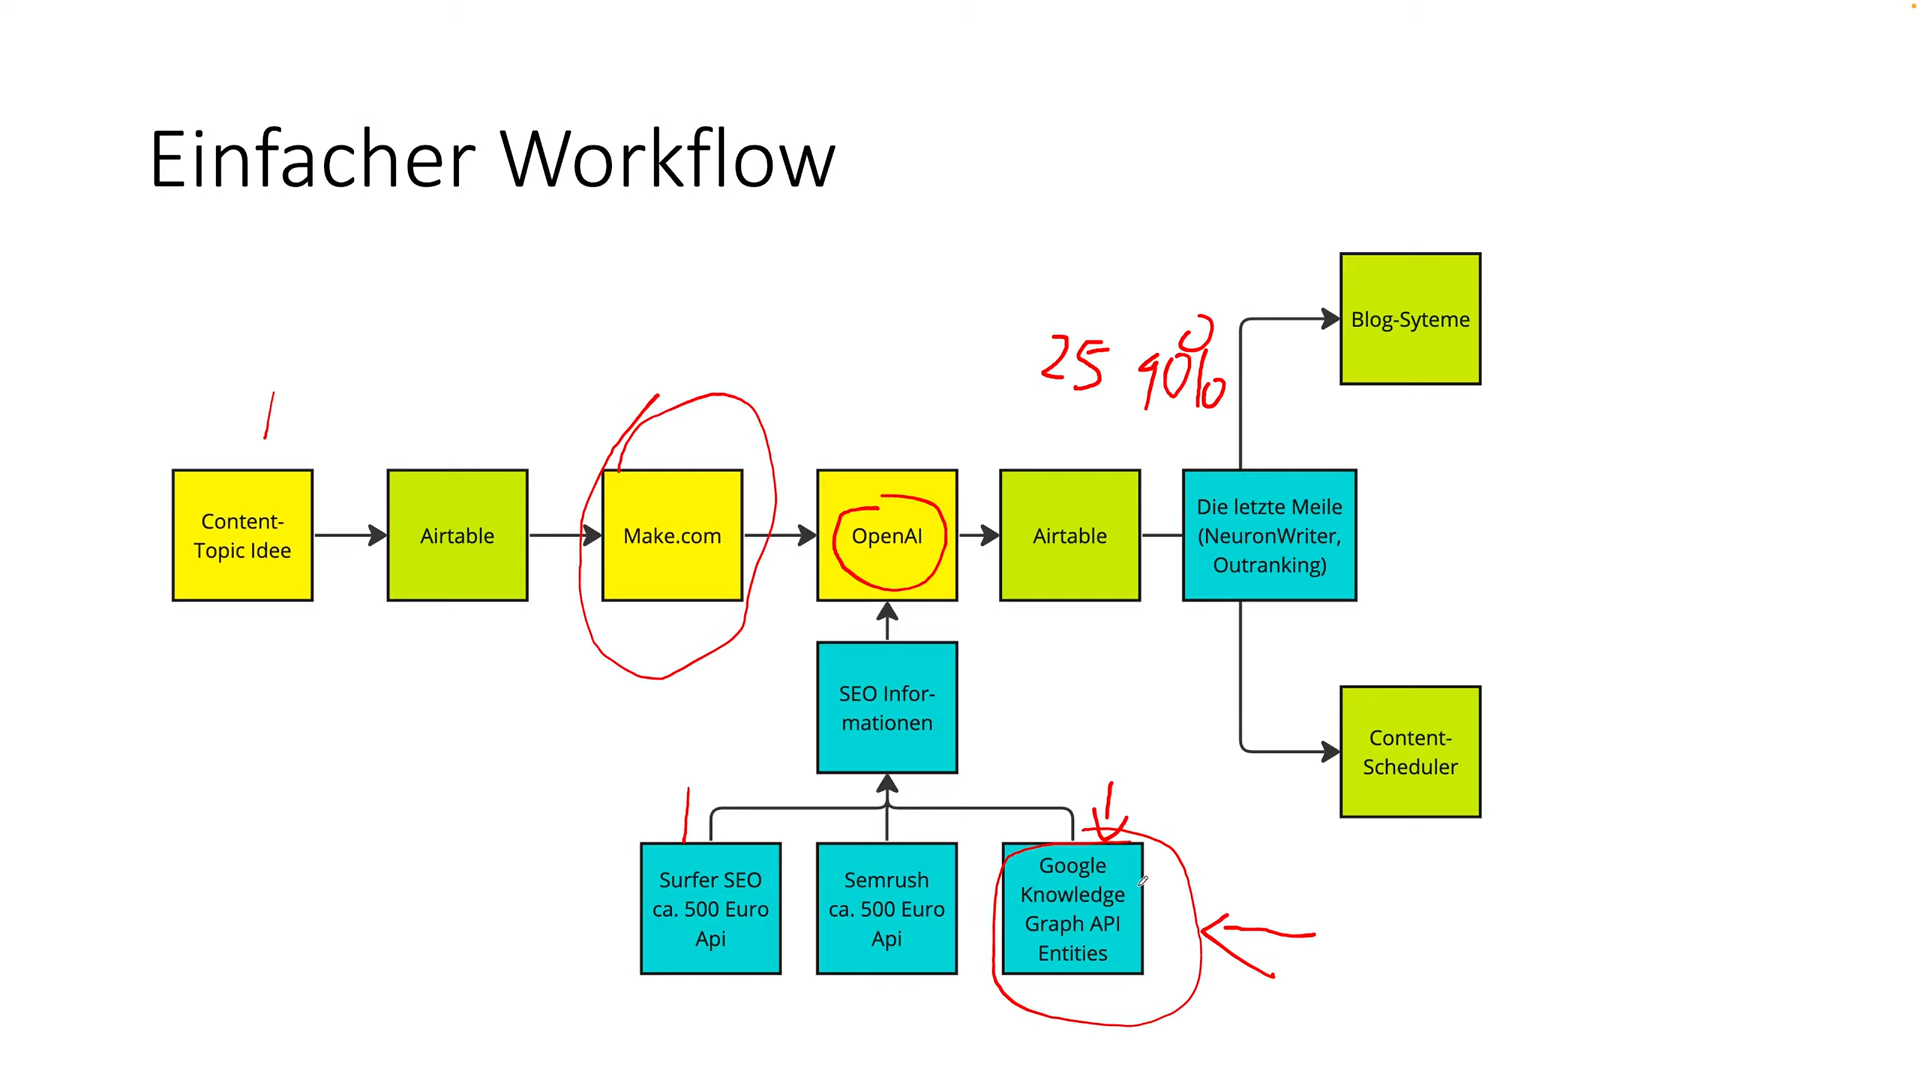 Einfacher Workflow
Blog-Syteme
25 90%
Content-
Topic Idee
Airtable
Make.com
OpenAI
Airtable
Die letzte Meile
(NeuronWriter,
Outranking)
SEO Infor-
mationen
Content-
Scheduler
Surfer SEO
ca. 500 Euro
Api
Semrush
ca. 500 Euro
Api
Google
Knowledge
Graph API
Entities